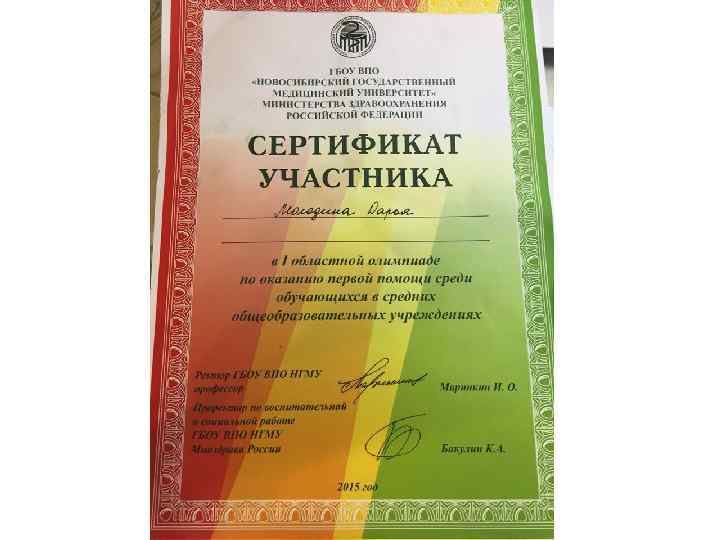 ГБОУ ВПО
«НОВОСИБИРСКИЙ ГОСУДАРСТВЕННЫЙ
МЕДИЦИНСКИЙ УНИВЕРСИТЕТ»
МИНИСТЕРСТВА ЗДРАВООХРАНЕНИЯ
РОССИЙСКОЙ ФЕДЕРАЦИИ
СЕРТИФИКАТ
УЧАСТНИКА
Молодина Дарья
в I областной олимпиаде
по оказанию первой помощи среди
обучающихся в средних
общеобразовательных учреждениях
Ректор ГБОУ ВПО НГМУ
профессор Маринкин И. О.
Проректор по воспитательной
и социальной работе
ГБОУ ВПО НГМУ
Минздрава России Бакулин К.А.
2015 год